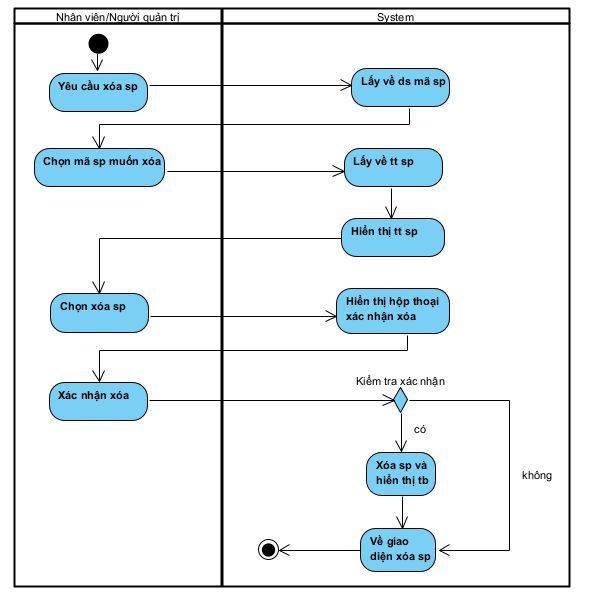 Nhân viên/Người quản trị
System
Yêu cầu xóa sp
Lấy về ds mã sp
Chọn mã sp muốn xóa
Lấy về tt sp
Hiển thị tt sp
Chọn xóa sp
Hiển thị hộp thoại
xác nhận xóa
Xác nhận xóa
Kiểm tra xác nhận
có
Xóa sp và
hiển thị tb
không
Về giao
diện xóa sp